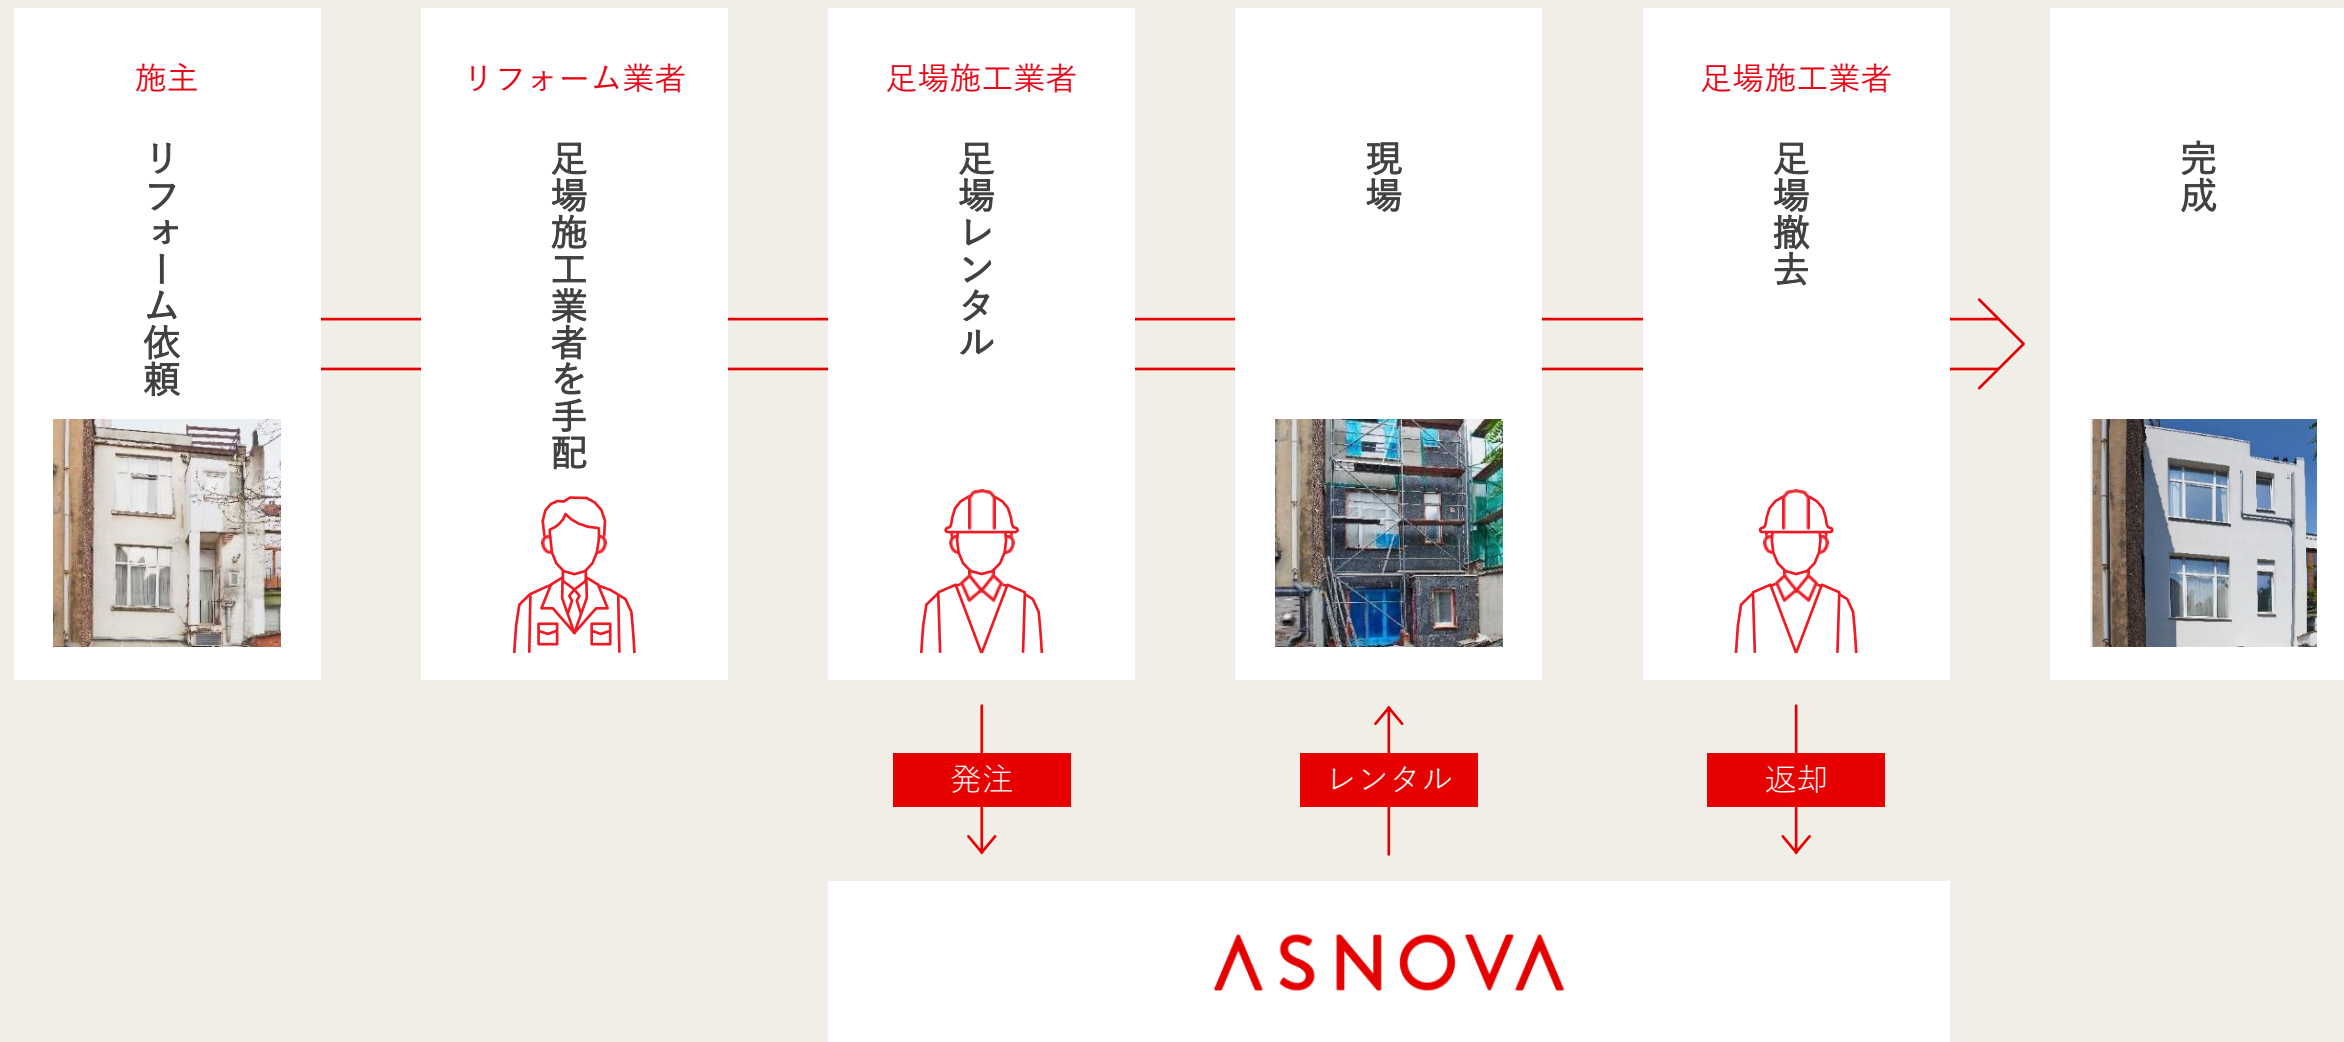 施主
リフォーム依頼
リフォーム業者
足場施工業者を手配
足場施工業者
足場レンタル
現場
足場施工業者
足場撤去
完成
発注
レンタル
返却
ASNOVA